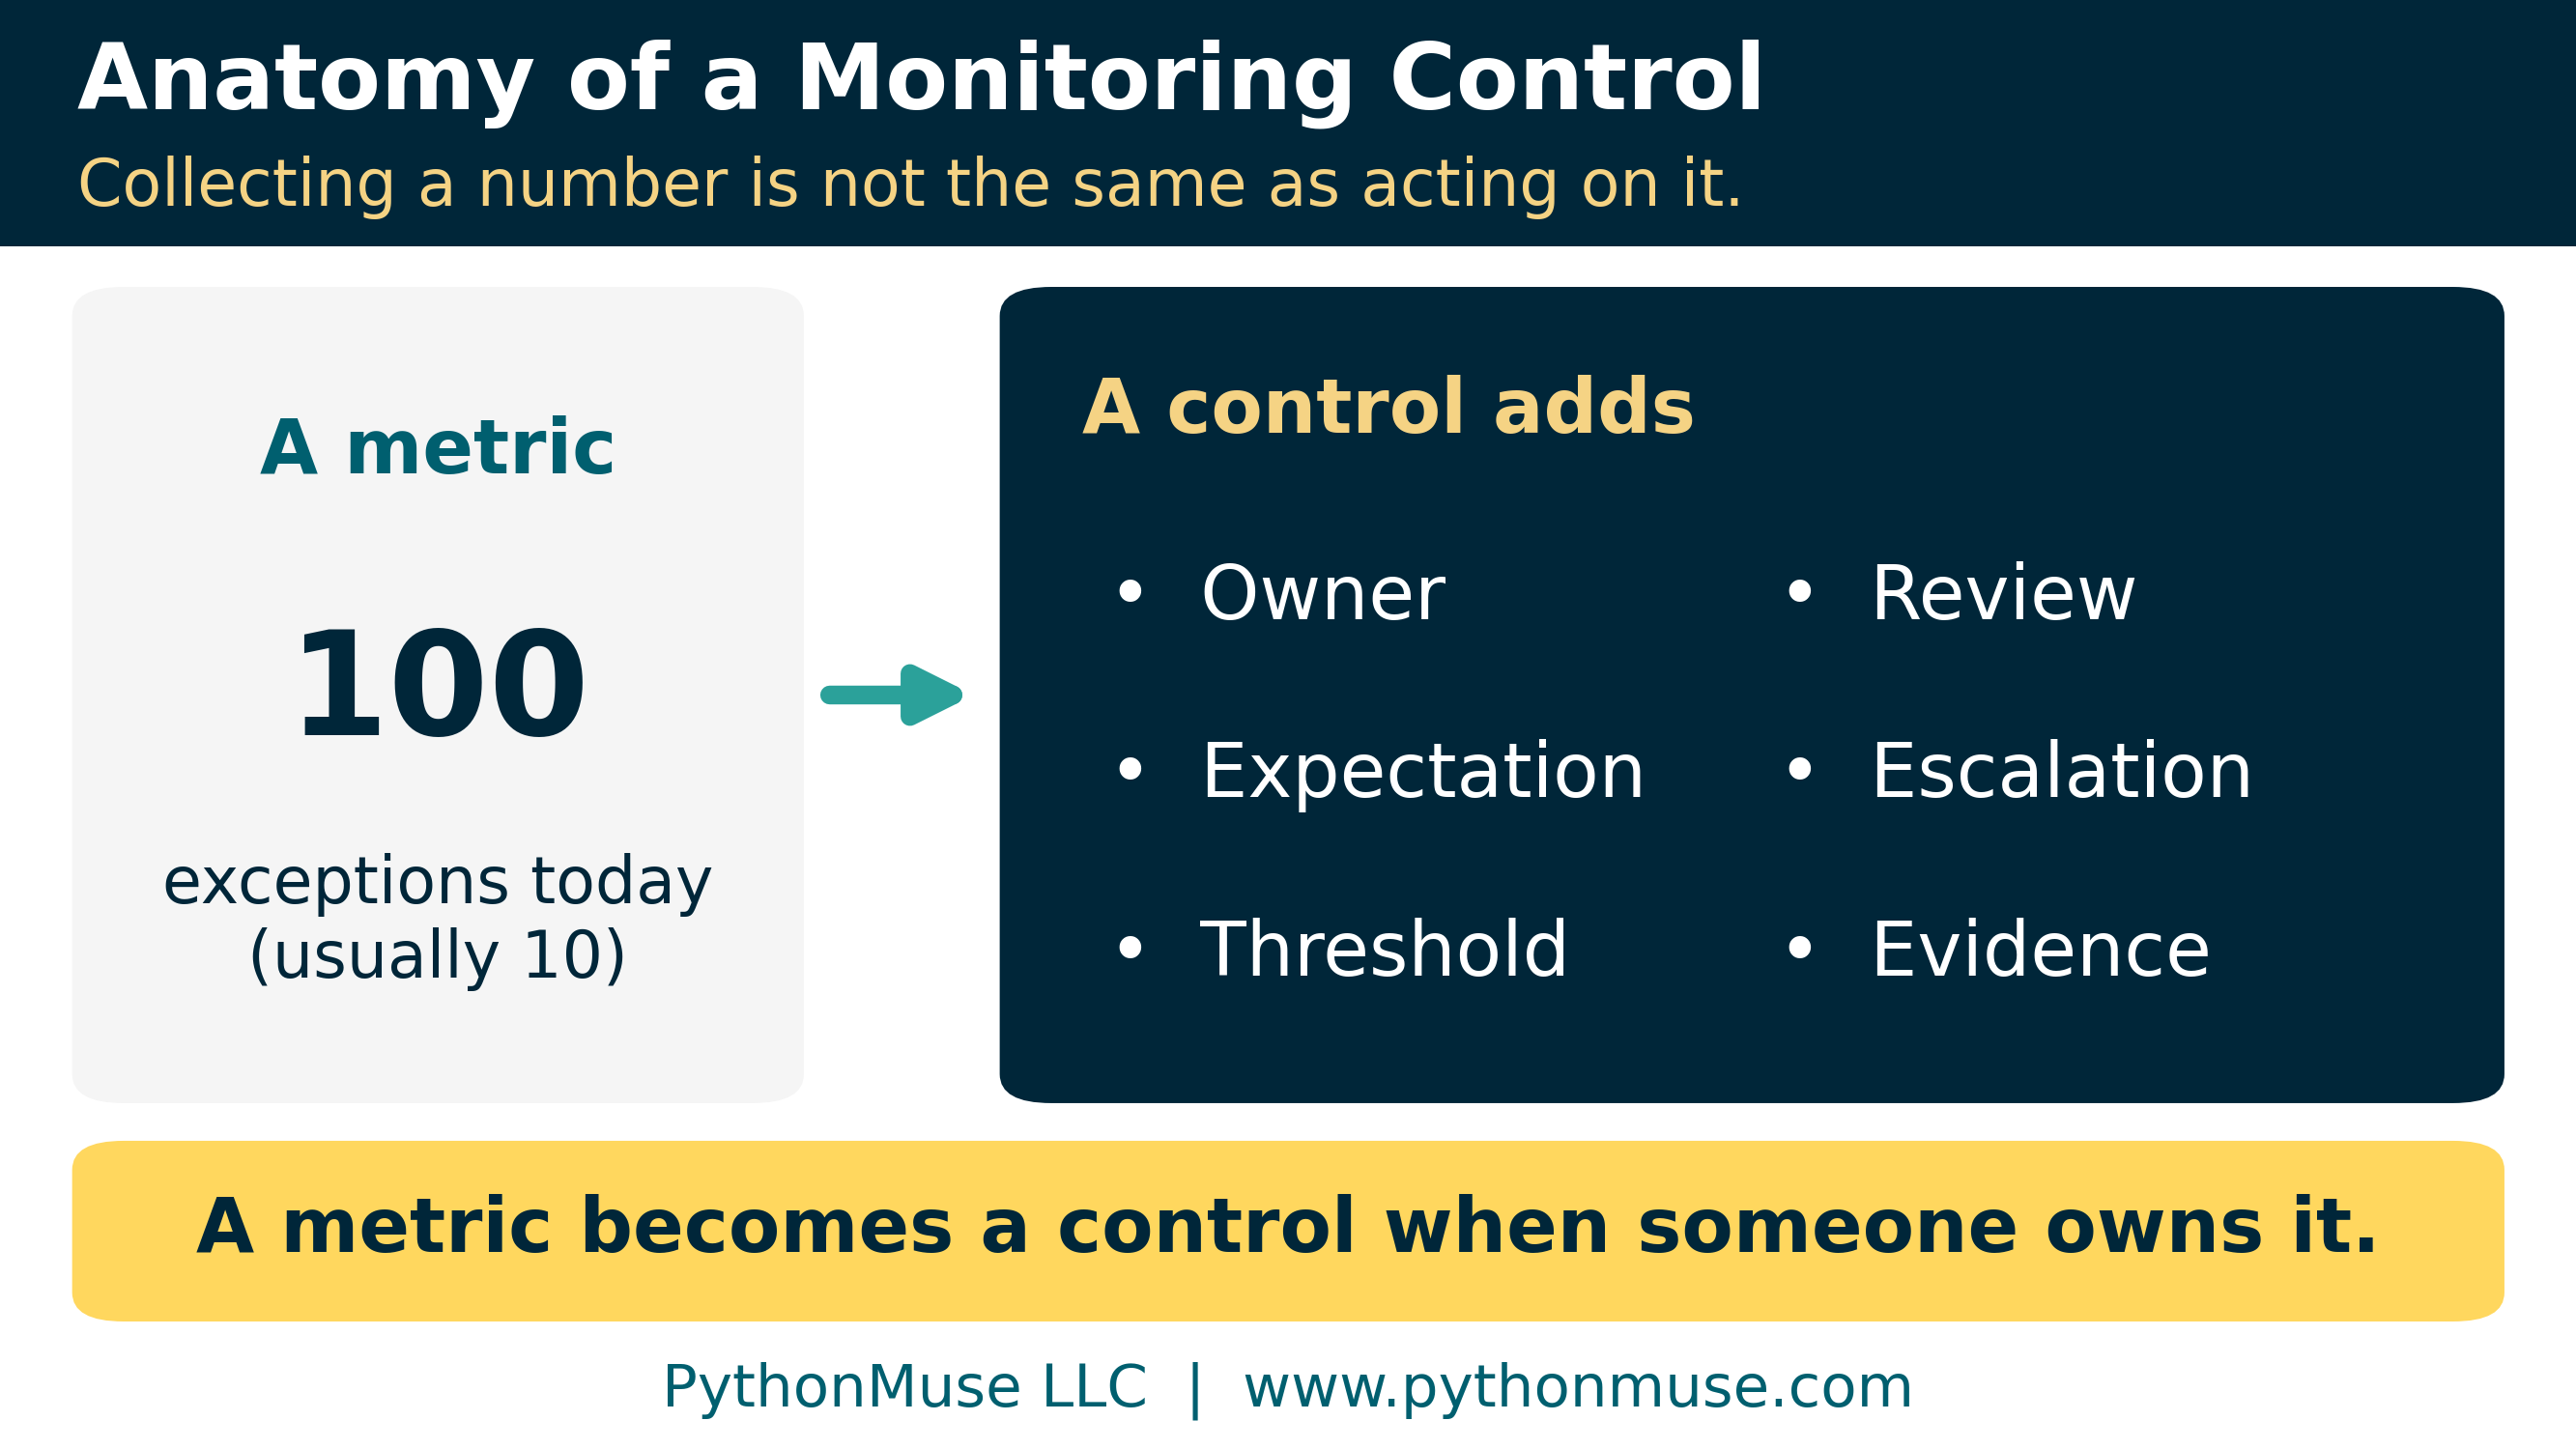 Anatomy of a Monitoring Control
Collecting a number is not the same as acting on it.
A metric
100
exceptions today
(usually 10)
A control adds
• Owner
• Expectation
• Threshold
• Review
• Escalation
• Evidence
A metric becomes a control when someone owns it.
PythonMuse LLC | www.pythonmuse.com